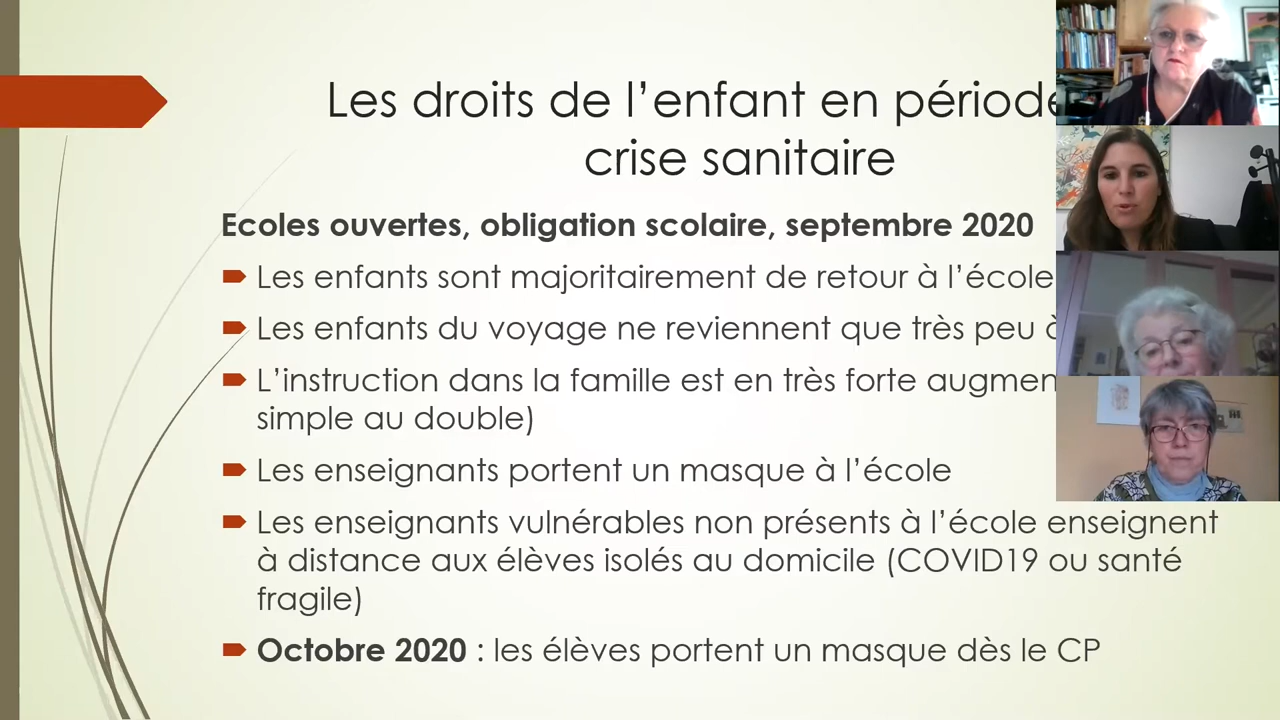 Les droits de l'enfant en période
crise sanitaire
Ecoles ouvertes, obligation scolaire, septembre 2020
Les enfants sont majoritairement de retour à l'école
Les enfants du voyage ne reviennent que très peu
L'instruction dans la famille est en très forte
simple au double)
Les enseignants portent un masque à l'école
Les enseignants vulnérables non présents à l'école enseignent
à distance aux élèves isolés au domicile (COVID19 ou santé
fragile)
Octobre 2020 : les élèves portent un masque dès le CP